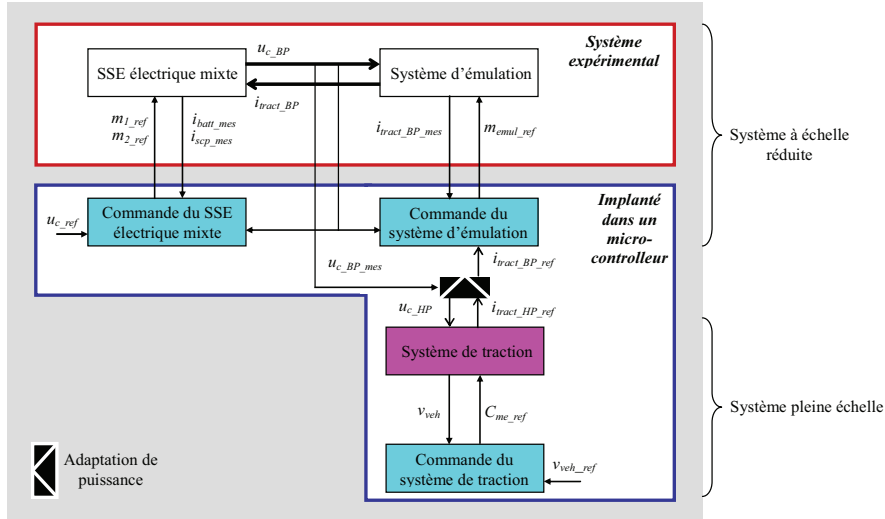 u_c_BP
Système
expérimental
SSE électrique mixte
Système d'émulation
i_tract_BP
m_1_ref
m_2_ref
i_batt_mes
i_scp_mes
i_tract_BP_mes
m_emul_ref
Système à échelle
réduite
Commande du SSE
électrique mixte
Commande du
système d'émulation
Implanté
dans un
micro-
controlleur
u_c_ref
u_c_BP_mes
i_tract_BP_ref
u_c_HP
i_tract_HP_ref
Système de traction
v_veh
C_me_ref
Système pleine échelle
Adaptation de
puissance
Commande du
système de traction
v_veh_ref